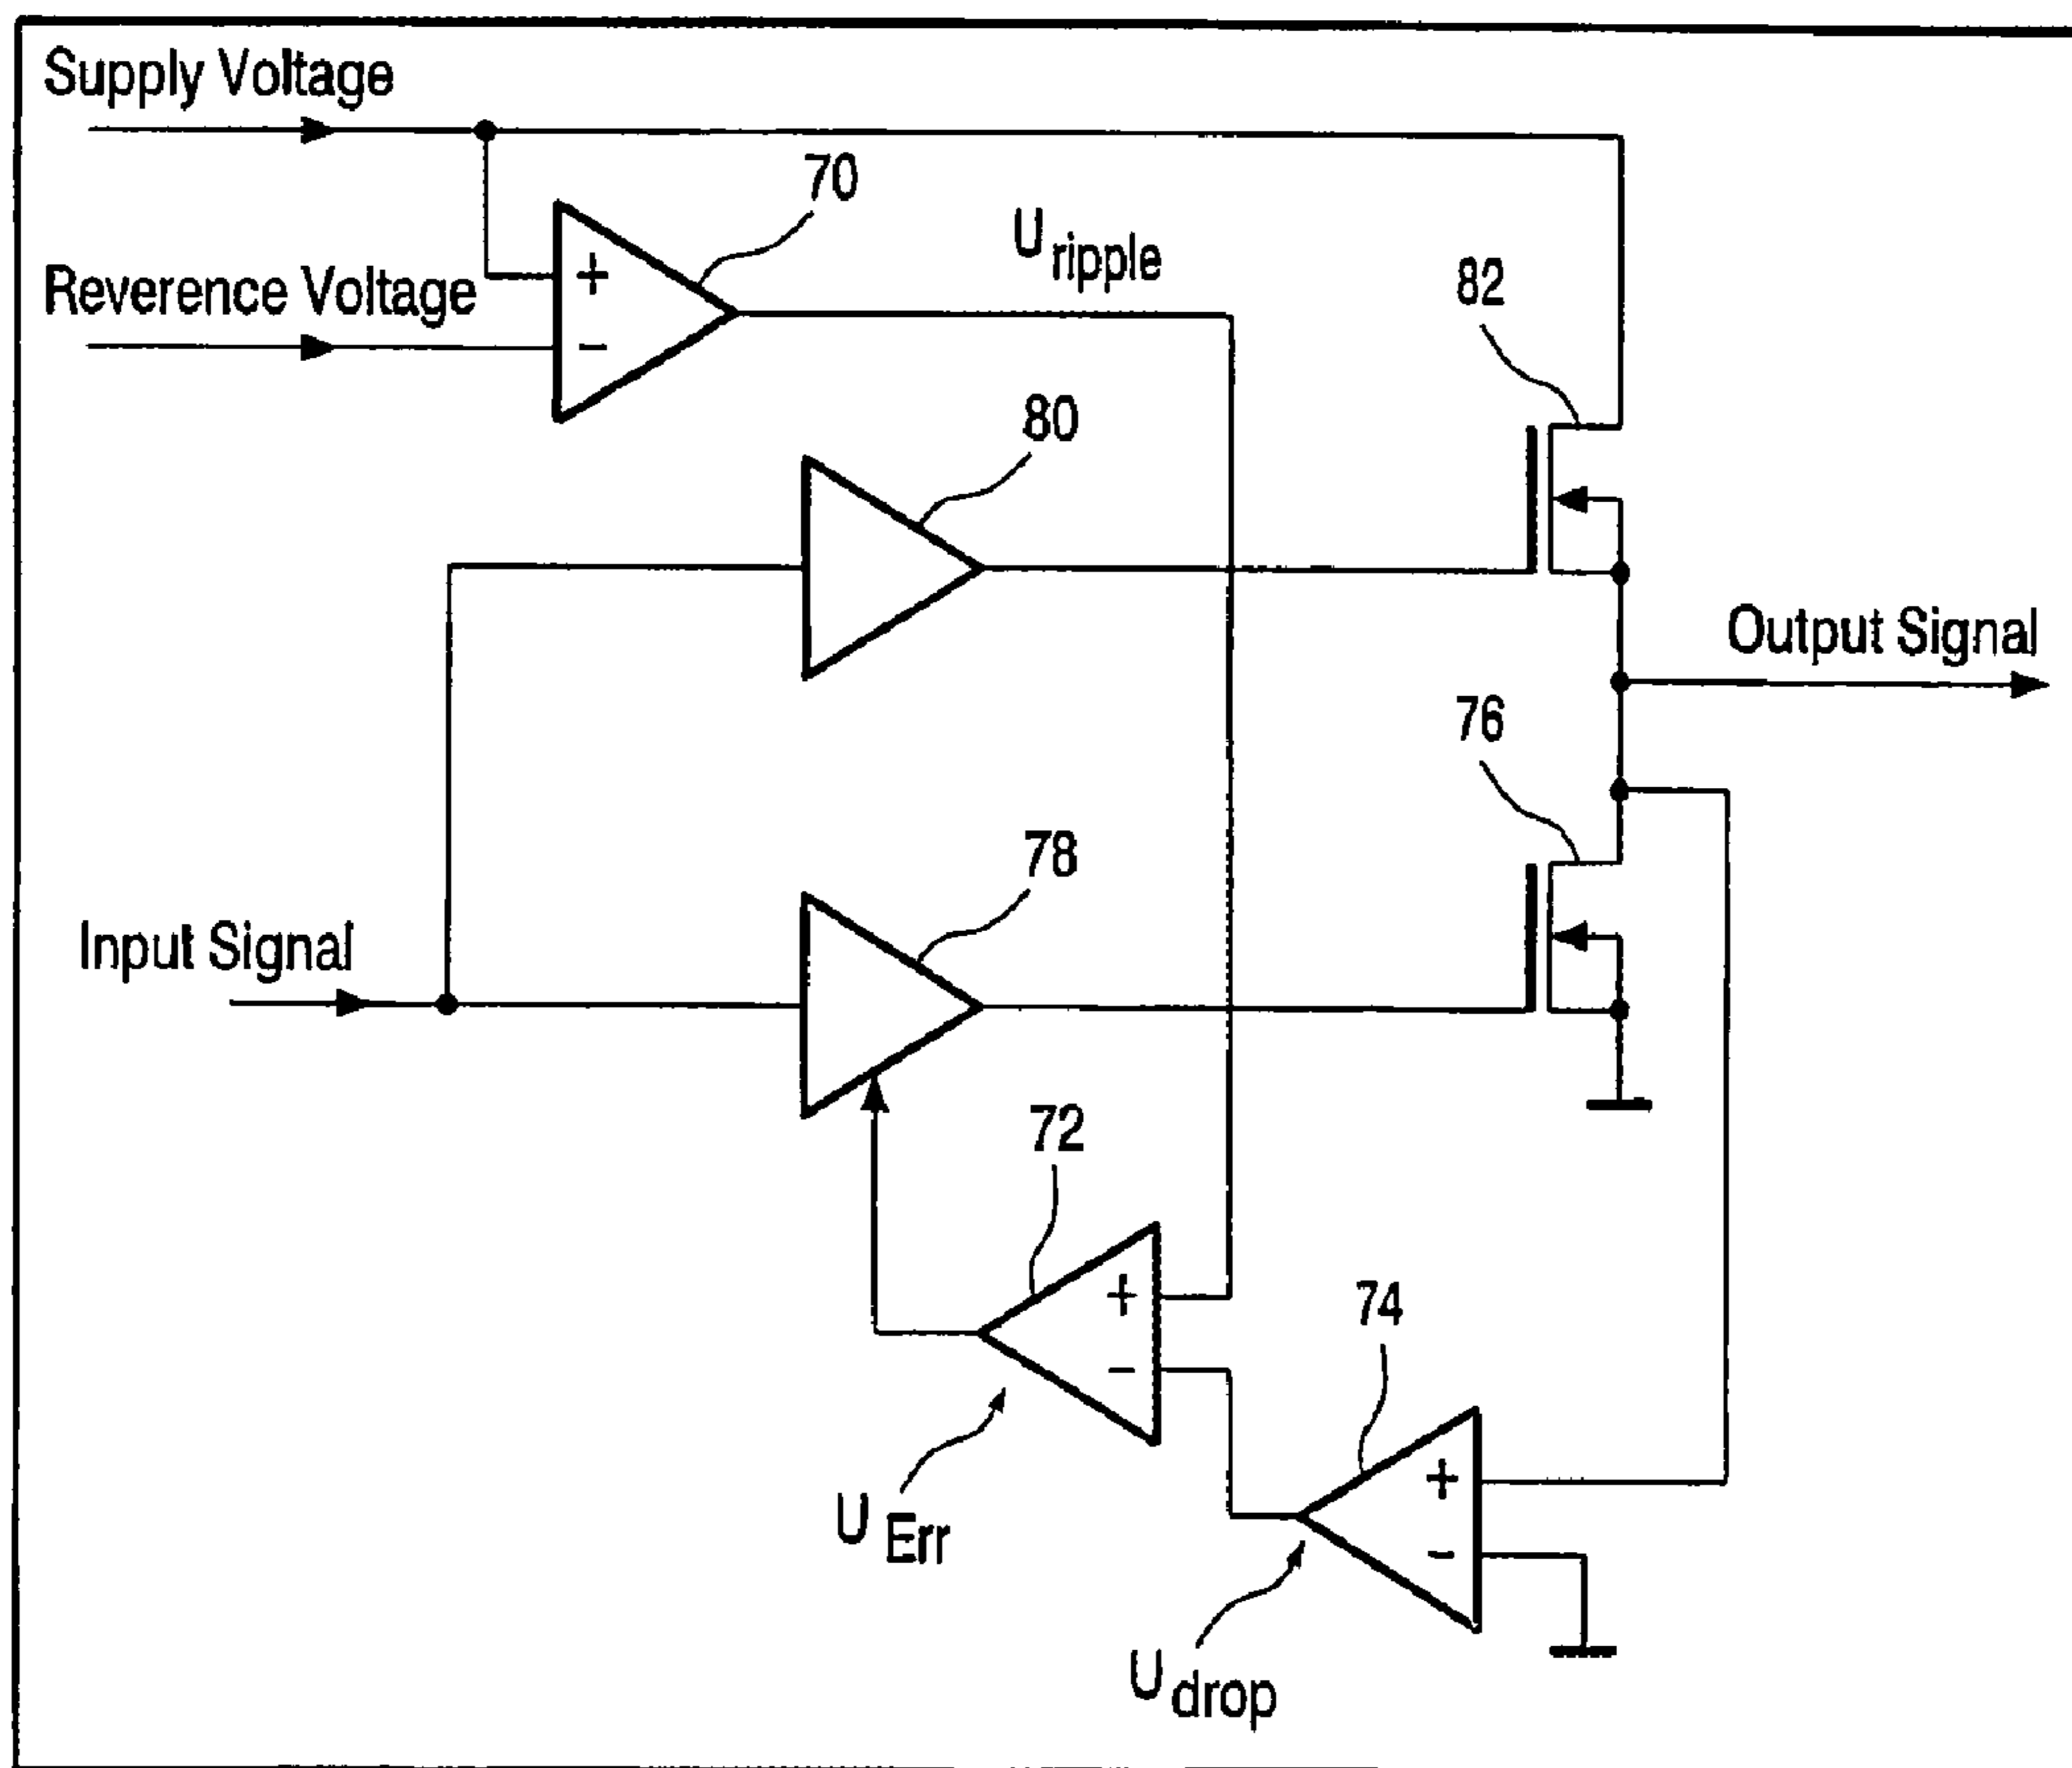 Supply Voltage
70
U ripple
Reverence Voltage
+
−
82
80
Output Signal
76
78
Input Signal
72
+
−
74
+
−
U Err
U drop